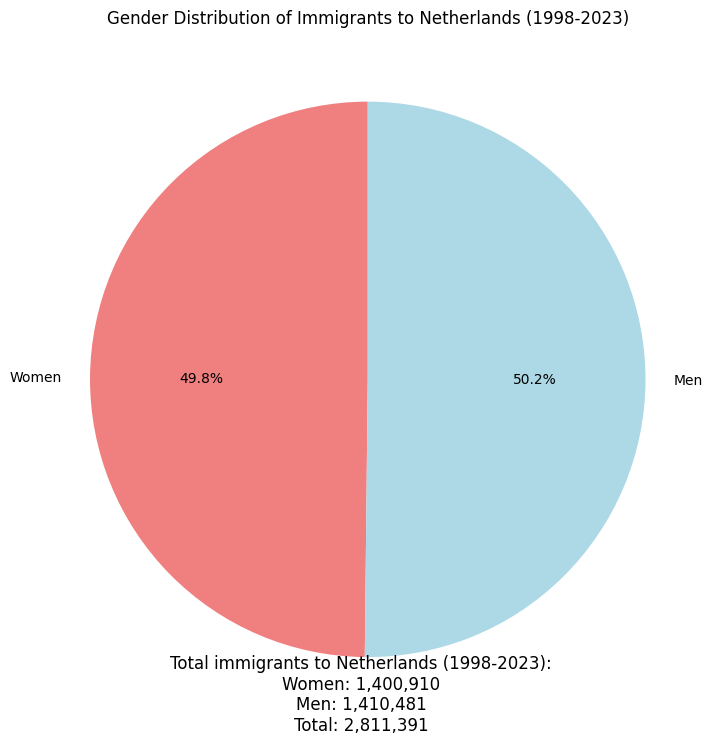 Gender Distribution of Immigrants to Netherlands (1998-2023)
Women
49.8%
50.2%
Men
Total immigrants to Netherlands (1998-2023):
Women: 1,400,910
Men: 1,410,481
Total: 2,811,391